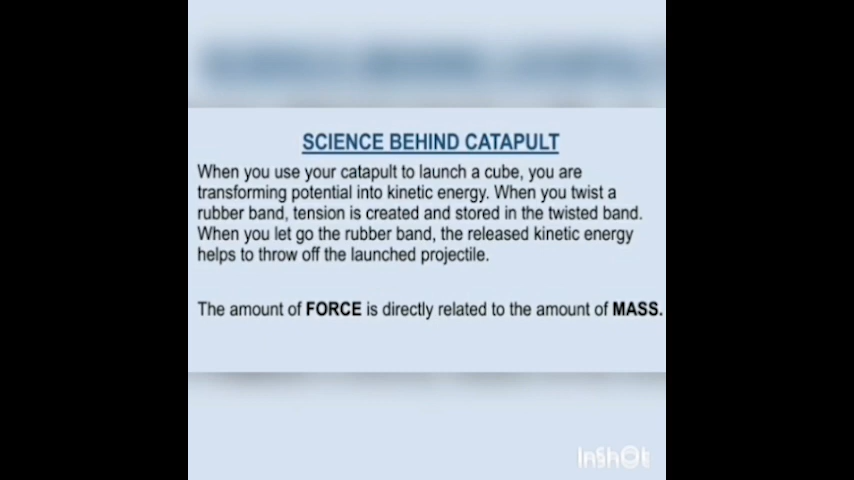 SCIENCE BEHIND CATAPULT
When you use your catapult to launch a cube, you are
transforming potential into kinetic energy. When you twist a
rubber band, tension is created and stored in the twisted band.
When you let go the rubber band, the released kinetic energy
helps to throw off the launched projectile.
The amount of FORCE is directly related to the amount of MASS.
InShOt